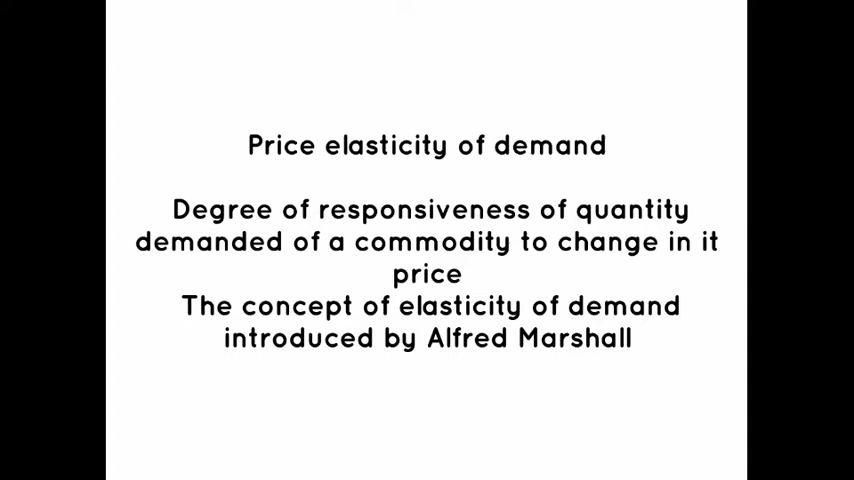 Price elasticity of demand
Degree of responsiveness of quantity
demanded of a commodity to change in it
price
The concept of elasticity of demand
introduced by Alfred Marshall